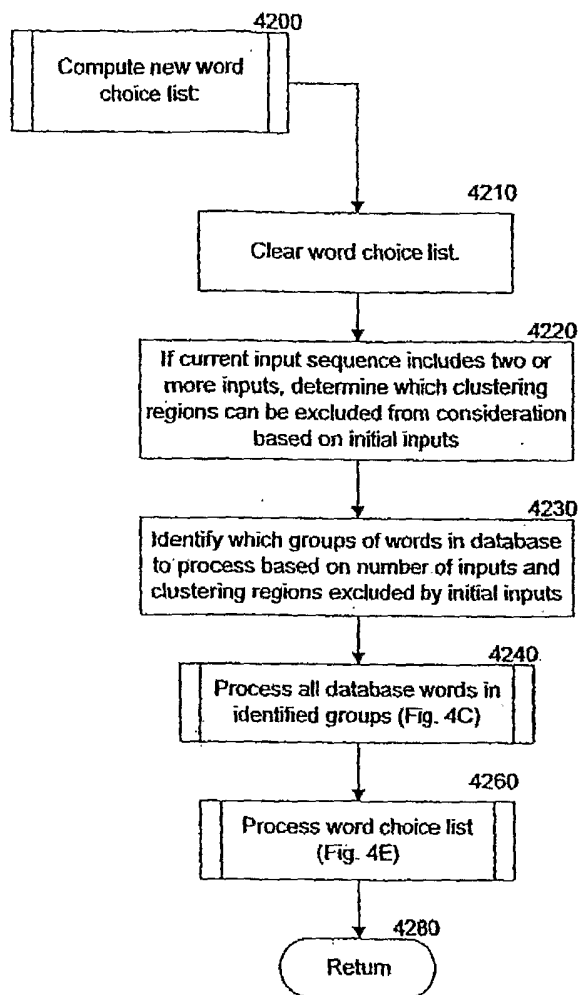 4200
Compute new word
choice list:
4210
Clear word choice list.
4220
If current input sequence includes two or
more inputs, determine which clustering
regions can be excluded from consideration
based on initial inputs
4230
Identify which groups of words in database
to process based on number of inputs and
clustering regions excluded by initial inputs
4240
Process all database words in
identified groups (Fig. 4C)
4260
Process word choice list
(Fig. 4E)
4280
Return